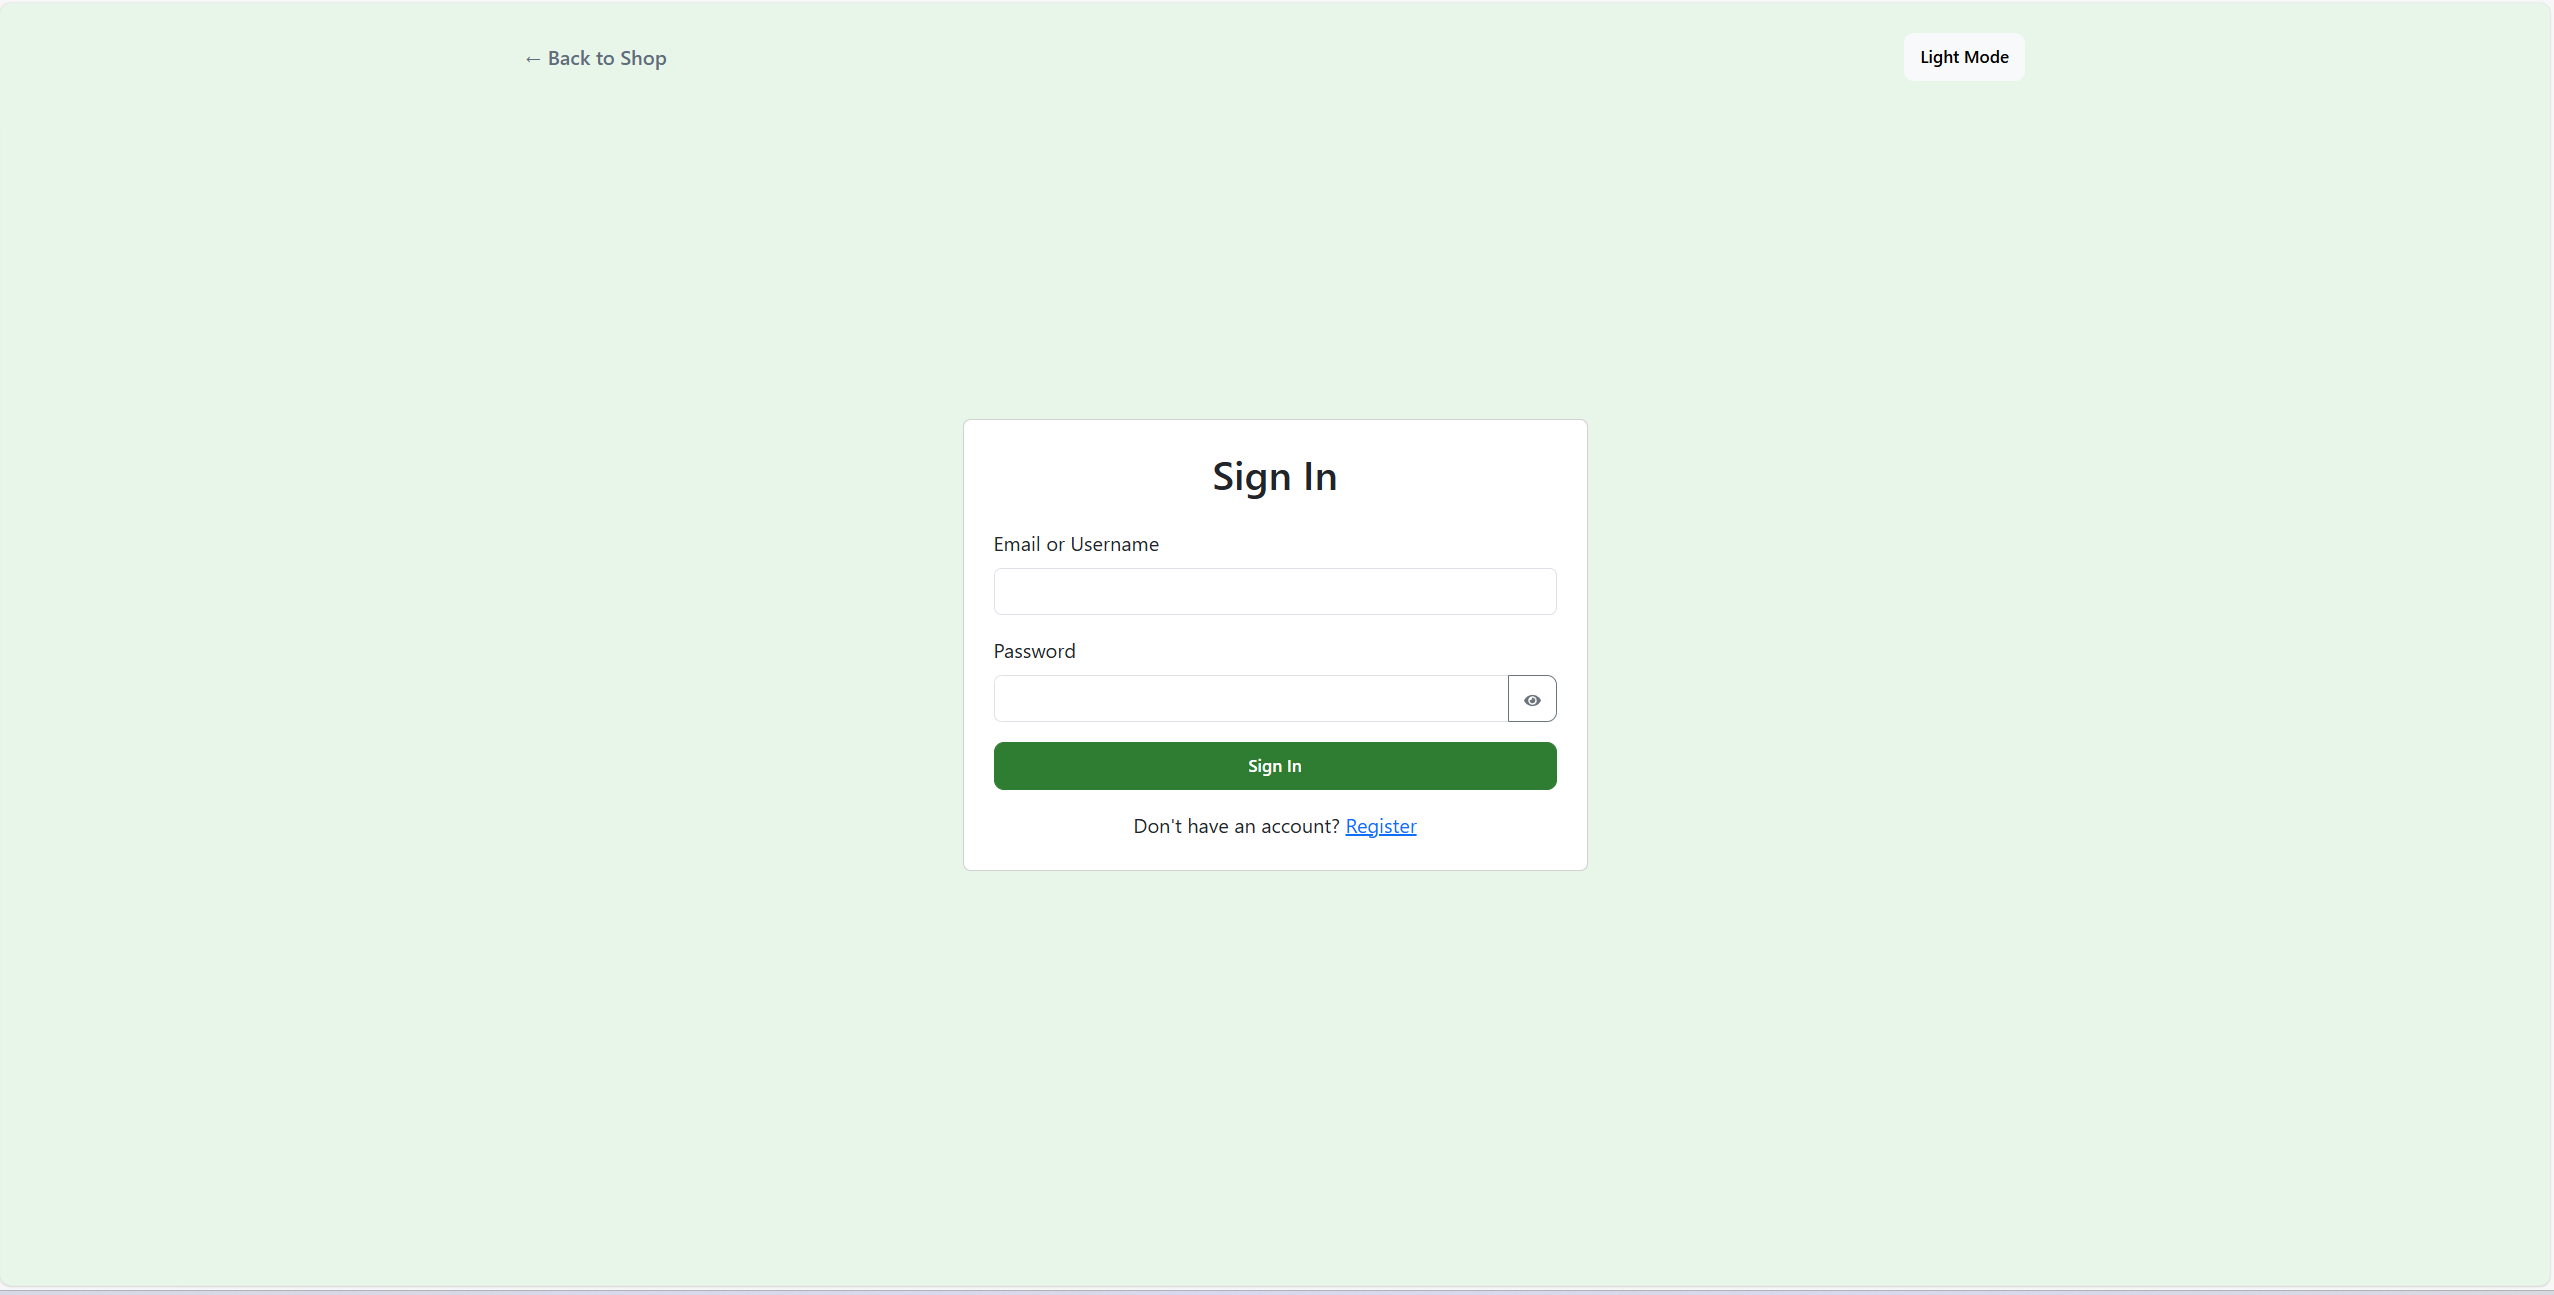 ← Back to Shop
Light Mode
Sign In
Email or Username
Password
Sign In
Don't have an account? Register